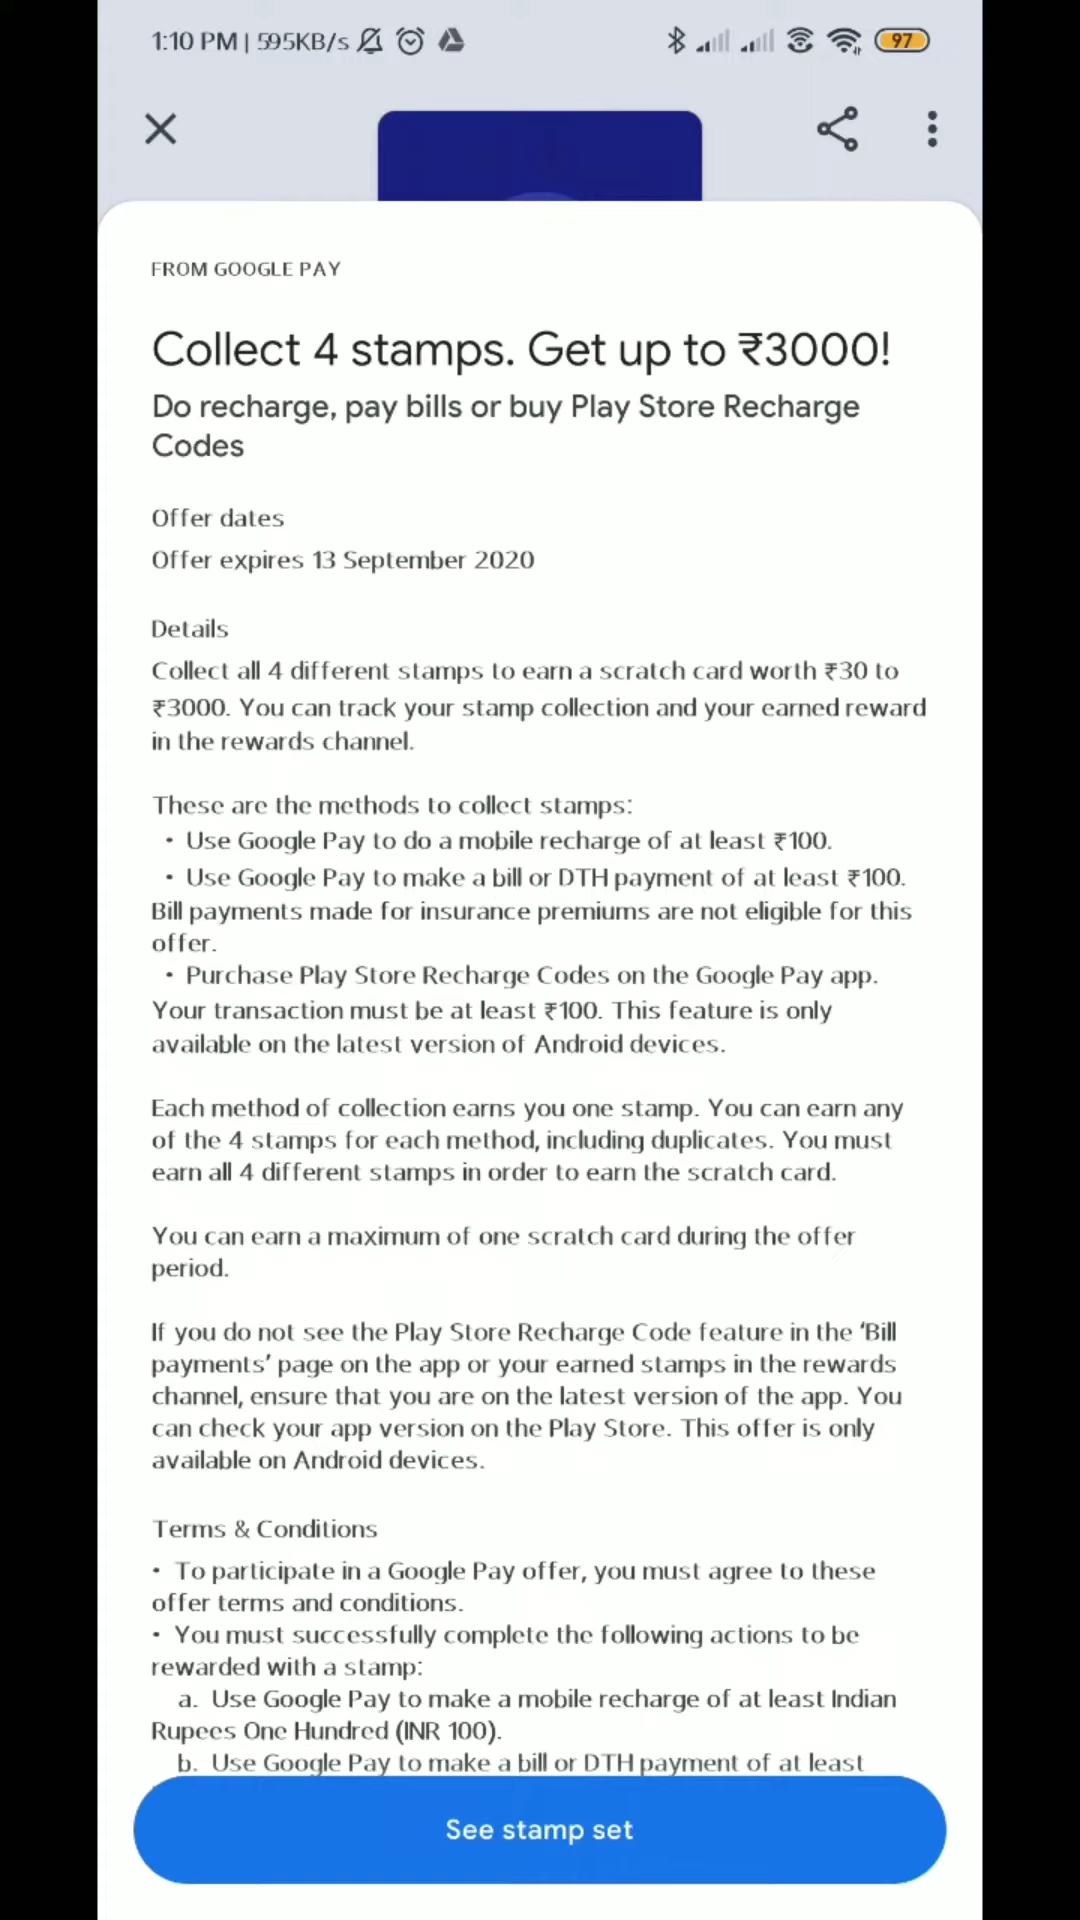 1:10 PM | 595KB/s
97
FROM GOOGLE PAY
Collect 4 stamps. Get up to ₹3000!
Do recharge, pay bills or buy Play Store Recharge
Codes
Offer dates
Offer expires 13 September 2020
Details
Collect all 4 different stamps to earn a scratch card worth ₹30 to
₹3000. You can track your stamp collection and your earned reward
in the rewards channel.
These are the methods to collect stamps:
• Use Google Pay to do a mobile recharge of at least ₹100.
• Use Google Pay to make a bill or DTH payment of at least ₹100.
Bill payments made for insurance premiums are not eligible for this
offer.
• Purchase Play Store Recharge Codes on the Google Pay app.
Your transaction must be at least ₹100. This feature is only
available on the latest version of Android devices.
Each method of collection earns you one stamp. You can earn any
of the 4 stamps for each method, including duplicates. You must
earn all 4 different stamps in order to earn the scratch card.
You can earn a maximum of one scratch card during the offer
period.
If you do not see the Play Store Recharge Code feature in the ‘Bill
payments’ page on the app or your earned stamps in the rewards
channel, ensure that you are on the latest version of the app. You
can check your app version on the Play Store. This offer is only
available on Android devices.
Terms & Conditions
• To participate in a Google Pay offer, you must agree to these
offer terms and conditions.
• You must successfully complete the following actions to be
rewarded with a stamp:
a. Use Google Pay to make a mobile recharge of at least Indian
Rupees One Hundred (INR 100).
b. Use Google Pay to make a bill or DTH payment of at least
See stamp set